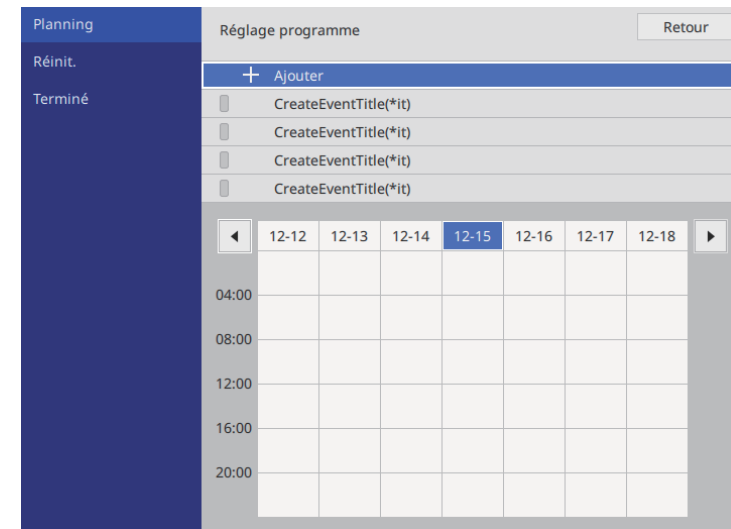 Planning
Réinit.
Terminé
Réglage programme
Retour
Ajouter
CreateEventTitle(*it)
CreateEventTitle(*it)
CreateEventTitle(*it)
CreateEventTitle(*it)
12-12 12-13 12-14 12-15 12-16 12-17 12-18
04:00
08:00
12:00
16:00
20:00